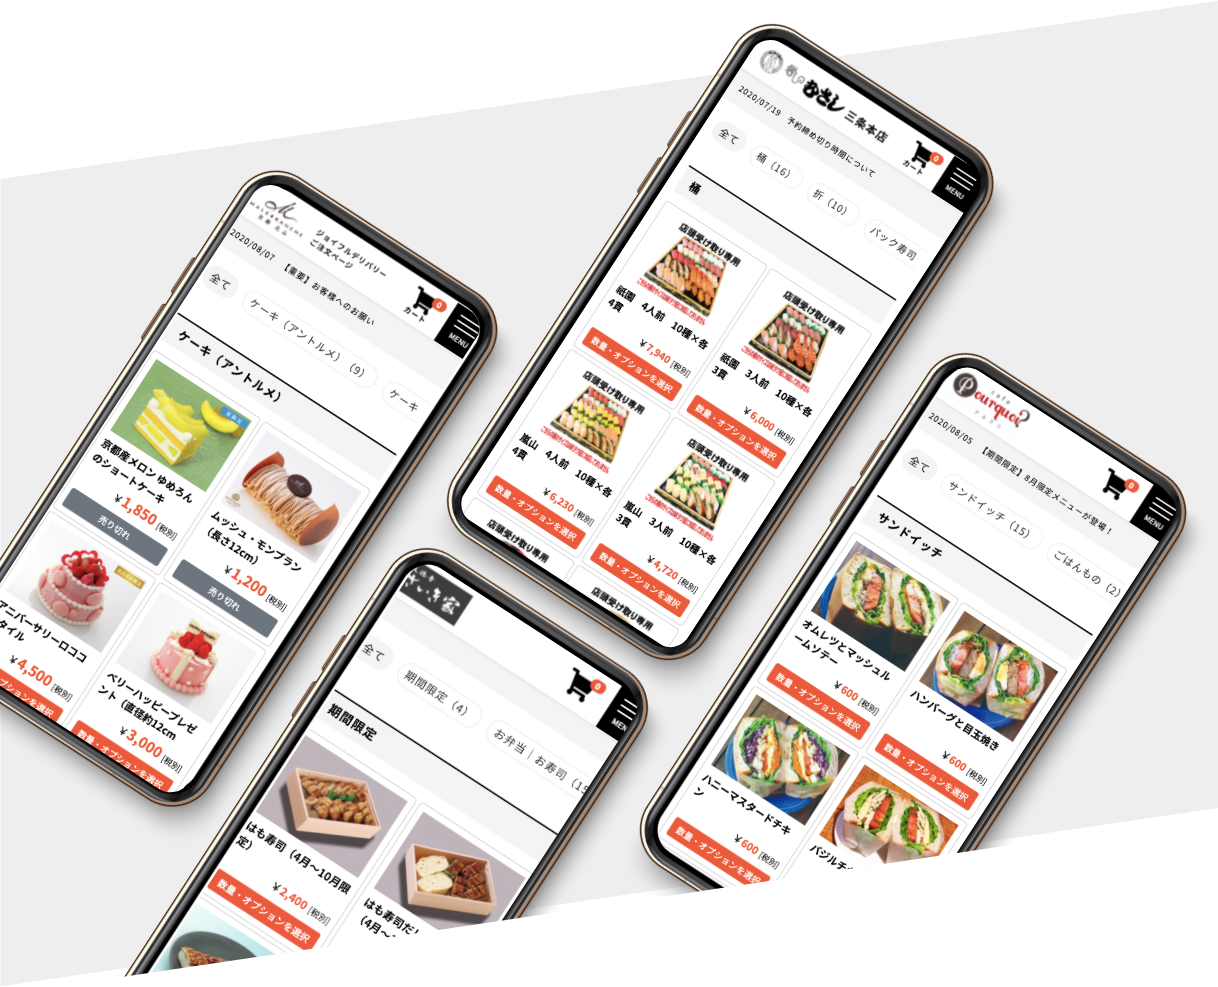 MALEBRANCHE
京都 北山
ジョイフルデリバリー
ご注文ページ
カート
0
MENU
2020/08/07 【重要】お客様へのお願い
全て
ケーキ（アントルメ）（9）
ケーキ
ケーキ（アントルメ）
京都産メロンゆめろん
のショートケーキ
￥1,850 [税別]
売り切れ
ムッシュ・モンブラン
（長さ12cm）
￥1,200 [税別]
売り切れ
アニバーサリーロココ
タイル
￥4,500 [税別]
プションを選択
ベリーハッピープレゼ
ント（直径約12cm
￥3,000 [税別]
数量・オプションを選択
むさし 三条本店
カート
0
MENU
2020/07/19 予約締め切り時間について
全て
桶（16）
折（10）
パック寿司
桶
店頭受け取り専用
祇園 4人前 10種×各
4貫
￥7,940 [税別]
数量・オプションを選択
店頭受け取り専用
祇園 3人前 10種×各
3貫
￥6,000 [税別]
数量・オプションを選択
店頭受け取り専用
嵐山 4人前 10種×各
4貫
￥6,230 [税別]
数量・オプションを選択
店頭受け取り専用
嵐山 3人前 10種×各
3貫
￥4,720 [税別]
数量・オプションを選択
店頭受け取り専用
店頭受け取り専用
いき家
0
MEN
全て
期間限定（4）
お弁当｜お寿司（15
期間限定
はも寿司（4月〜10月限
定）
￥2,400 [税別]
数量・オプションを選択
はも寿司だし
（4月〜
cafe
Pourquoi?
カート
0
MENU
2020/08/05 【期間限定】8月限定メニューが登場！
全て
サンドイッチ（15）
ごはんもの（2）
サンドイッチ
オムレツとマッシュル
ームソテー
￥600 [税別]
数量・オプションを選択
ハンバーグと目玉焼き
￥600 [税別]
数量・オプションを選択
ハニーマスタードチキ
ン
￥600 [税別]
数量・オプションを選択
バジルチ